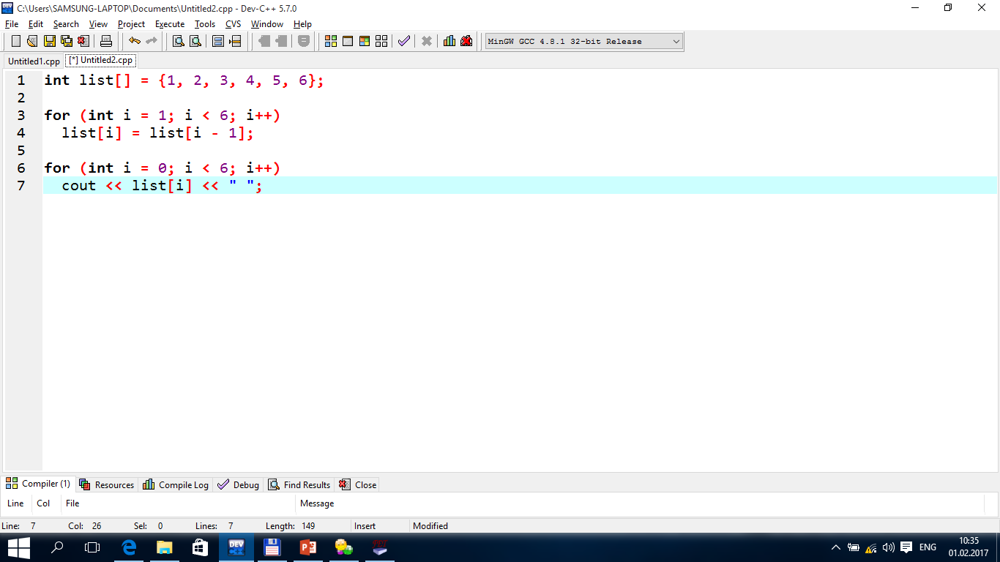 C:\Users\SAMSUNG-LAPTOP\Documents\Untitled2.cpp - Dev-C++ 5.7.0
File Edit Search View Project Execute Tools CVS Window Help
MinGW GCC 4.8.1 32-bit Release
Untitled1.cpp [*] Untitled2.cpp
1 int list[] = {1, 2, 3, 4, 5, 6};
2
3 for (int i = 1; i < 6; i++)
4   list[i] = list[i - 1];
5
6 for (int i = 0; i < 6; i++)
7   cout << list[i] << " ";
Compiler (1) Resources Compile Log Debug Find Results Close
Line Col File Message
Line: 7 Col: 26 Sel: 0 Lines: 7 Length: 149 Insert Modified
DEV C++ P ENG 10:35
01.02.2017